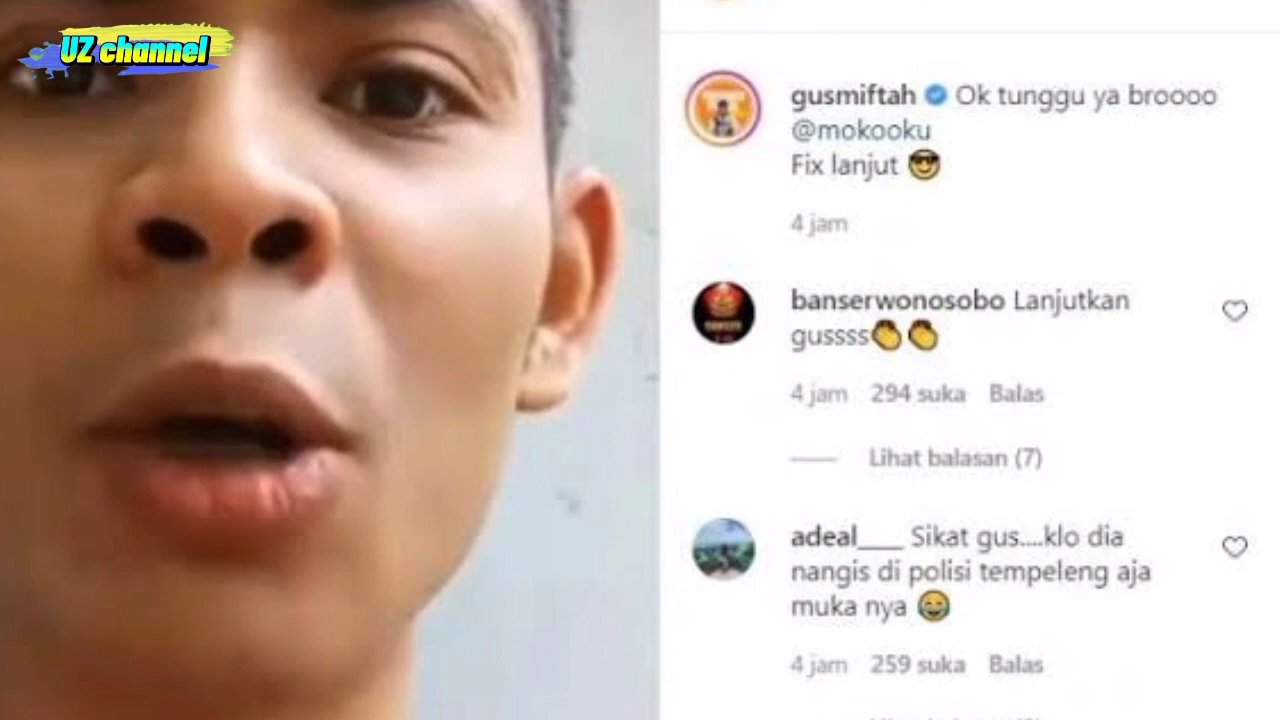 UZ channel
gusmiftah Ok tunggu ya broooo
@mokooku
Fix lanjut 😎
4 jam
banserwonosobo Lanjutkan
gussss👏👏
4 jam 294 suka Balas
Lihat balasan (7)
adeal___ Sikat gus....klo dia
nangis di polisi tempeleng aja
muka nya 😂
4 jam 259 suka Balas